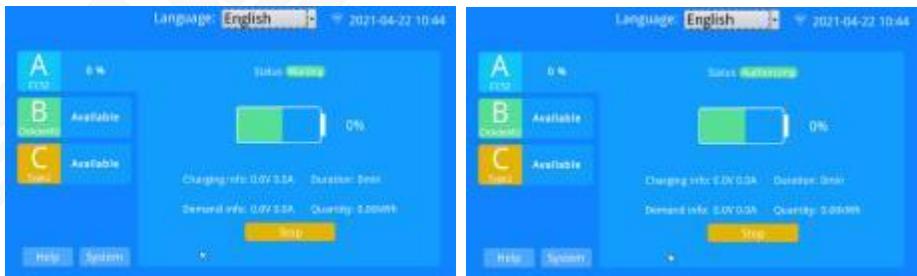 Language: English 2021-04-22 10:44
A 0 %
CCS2
Status Waiting
B Available
0%
C Available
Type2
Charging info: 0.0V 0.0A Duration: 0min
Demand info: 0.0V 0.0A Quantity: 0.00kWh
Stop
Help System
Language: English 2021-04-22 10:44
A 0 %
CCS2
Status Authorizing
B Available
0%
C Available
Type2
Charging info: 0.0V 0.0A Duration: 0min
Demand info: 0.0V 0.0A Quantity: 0.00kWh
Stop
Help System